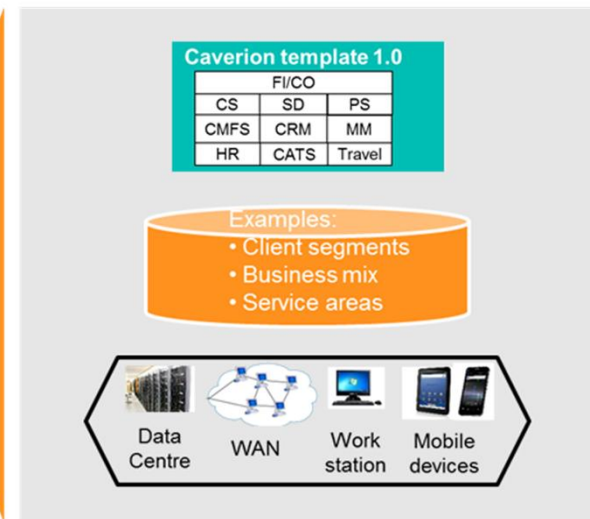 Caverion template 1.0
FI/CO
CS SD PS
CMFS CRM MM
HR CATS Travel
Examples:
• Client segments
• Business mix
• Service areas
Data Centre
WAN
Work station
Mobile devices